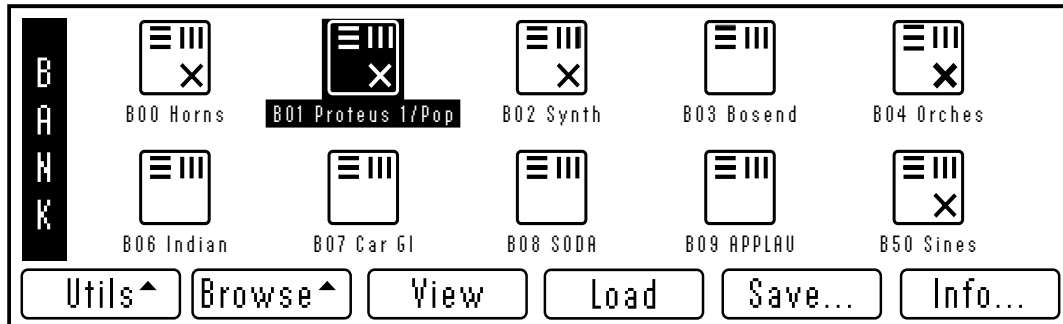 BANK
B00 Horns B01 Proteus 1/Pop B02 Synth B03 Bosend B04 Orches
B06 Indian B07 Car Gl B08 SODA B09 APPLAU B50 Sines
Utils Browse View Load Save... Info...